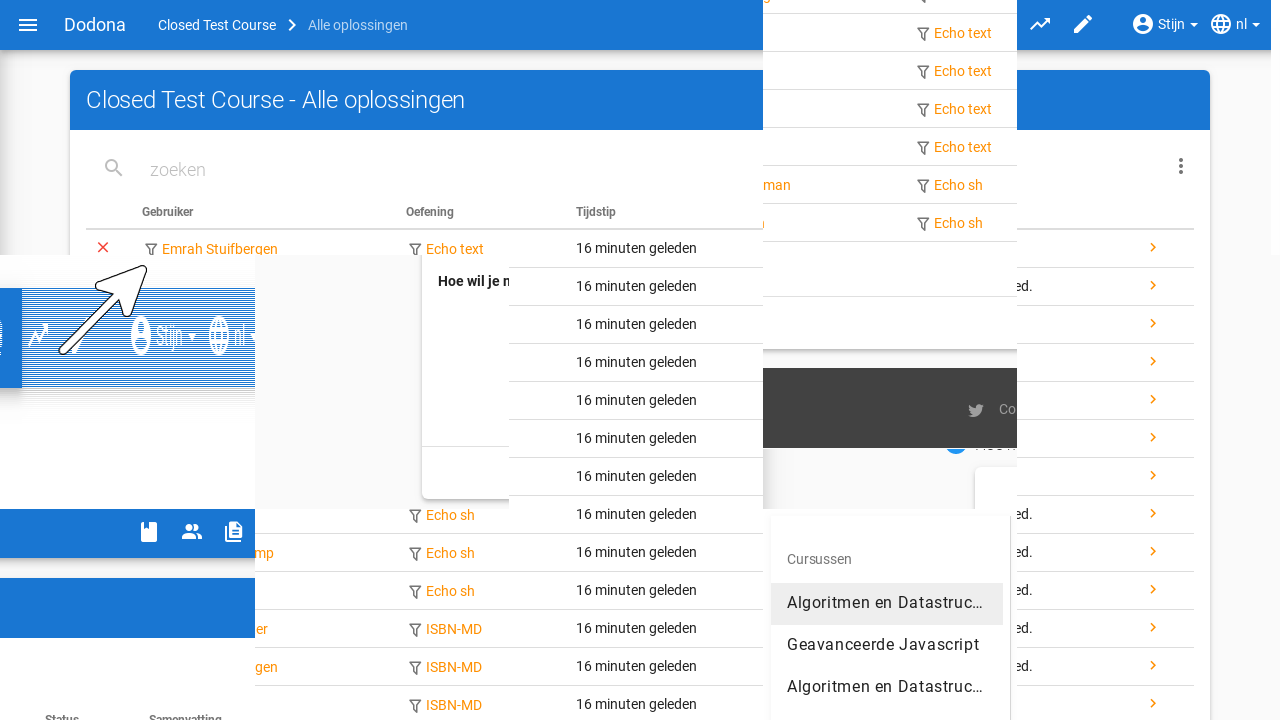 Dodona Closed Test Course Alle oplossingen Stijn nl
Echo text
Echo text
Closed Test Course - Alle oplossingen
Echo text
Echo text
zoeken
man Echo sh
Gebruiker Oefening Tijdstip
Echo sh
Emrah Stuifbergen Echo text 16 minuten geleden
Hoe wil je 16 minuten geleden ed.
Stijn nl 16 minuten geleden
16 minuten geleden
16 minuten geleden
Co
16 minuten geleden
16 minuten geleden
Echo sh 16 minuten geleden ed.
mp Echo sh 16 minuten geleden ed.
Cursussen
Echo sh 16 minuten geleden ed.
Algoritmen en Datastruc...
er ISBN-MD 16 minuten geleden ed.
Geavanceerde Javascript
gen ISBN-MD 16 minuten geleden ed.
Algoritmen en Datastruc...
ISBN-MD 16 minuten geleden
Status Samenvatting